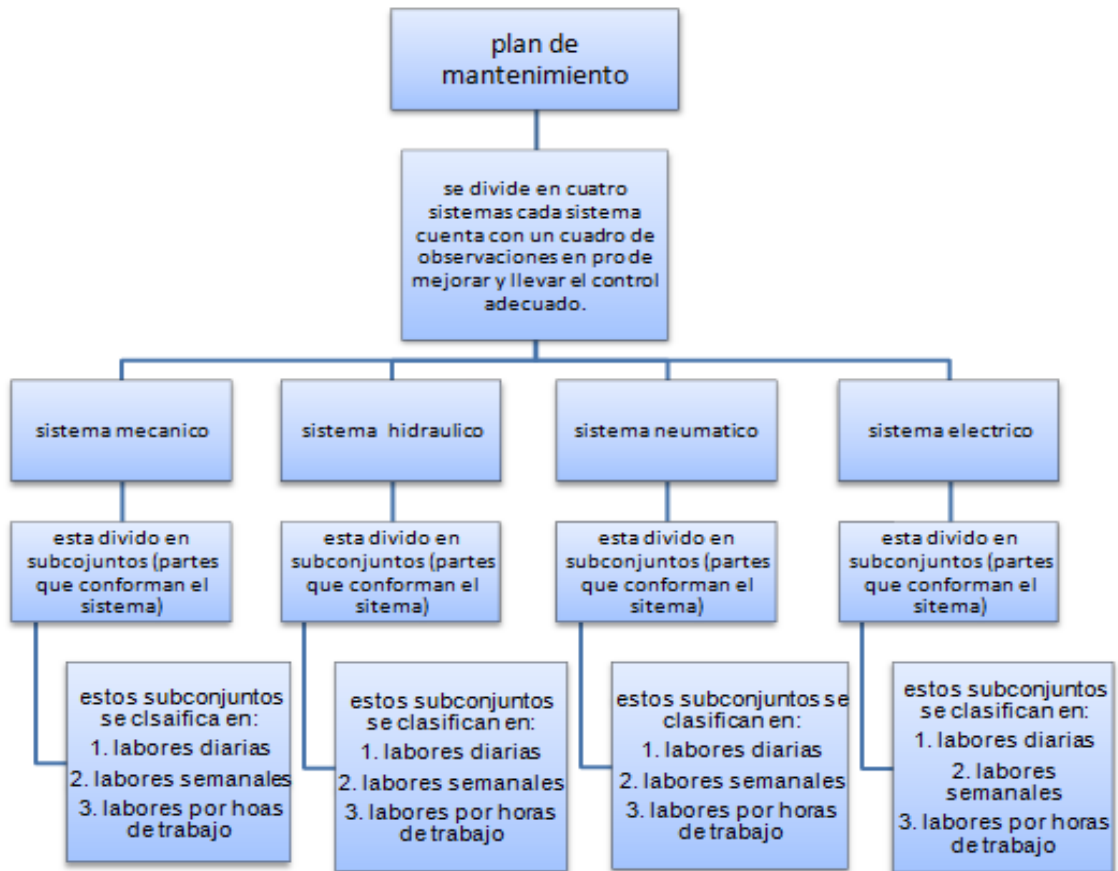 plan de
mantenimiento
se divide en cuatro
sistemas cada sistema
cuenta con un cuadro de
observaciones en pro de
mejorar y llevar el control
adecuado.
sistema mecanico
sistema hidraulico
sistema neumatico
sistema electrico
esta divido en
subcojuntos (partes
que conforman el
sistema)
esta divido en
subconjuntos (partes
que conforman el
sitema)
esta divido en
subconjuntos (partes
que conforman el
sitema)
esta divido en
subconjuntos (partes
que conforman el
sitema)
estos subconjuntos
se clsaifica en:
1. labores diarias
2. labores semanales
3. labores por hoas
de trabajo
estos subconjuntos
se clasifican en:
1. labores diarias
2. labores semanales
3. labores por horas
de trabajo
estos subconjuntos se
clasifican en:
1. labores diarias
2. labores semanales
3. labores por horas
de trabajo
estos subconjuntos
se clasifican en:
1. labores diarias
2. labores
semanales
3. labores por horas
de trabajo